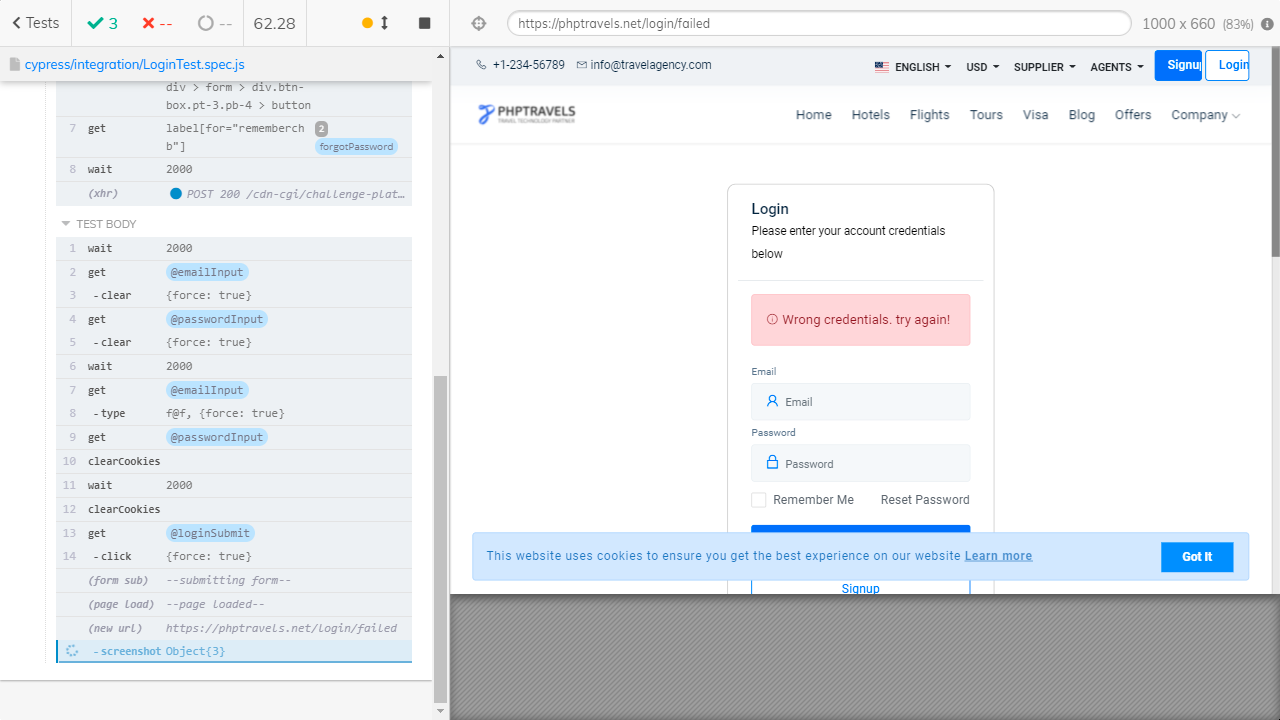 Tests
3
--
--
62.28
https://phptravels.net/login/failed
1000 x 660 (83%)
cypress/integration/LoginTest.spec.js
div > form > div.btn-
box.pt-3.pb-4 > button
7 get label[for="rememberch
b"] 2 forgotPassword
8 wait 2000
(xhr) POST 200 /cdn-cgi/challenge-plat…
TEST BODY
1 wait 2000
2 get @emailInput
3 -clear {force: true}
4 get @passwordInput
5 -clear {force: true}
6 wait 2000
7 get @emailInput
8 -type f@f, {force: true}
9 get @passwordInput
10 clearCookies
11 wait 2000
12 clearCookies
13 get @loginSubmit
14 -click {force: true}
(form sub) --submitting form--
(page load) --page loaded--
(new url) https://phptravels.net/login/failed
-screenshot Object{3}
+1-234-56789 info@travelagency.com ENGLISH USD SUPPLIER AGENTS Signup Login
PHPTRAVELS
TRAVEL TECHNOLOGY PARTNER
Home Hotels Flights Tours Visa Blog Offers Company
Login
Please enter your account credentials
below
Wrong credentials. try again!
Email
Email
Password
Password
Remember Me Reset Password
This website uses cookies to ensure you get the best experience on our website Learn more Got It
Signup